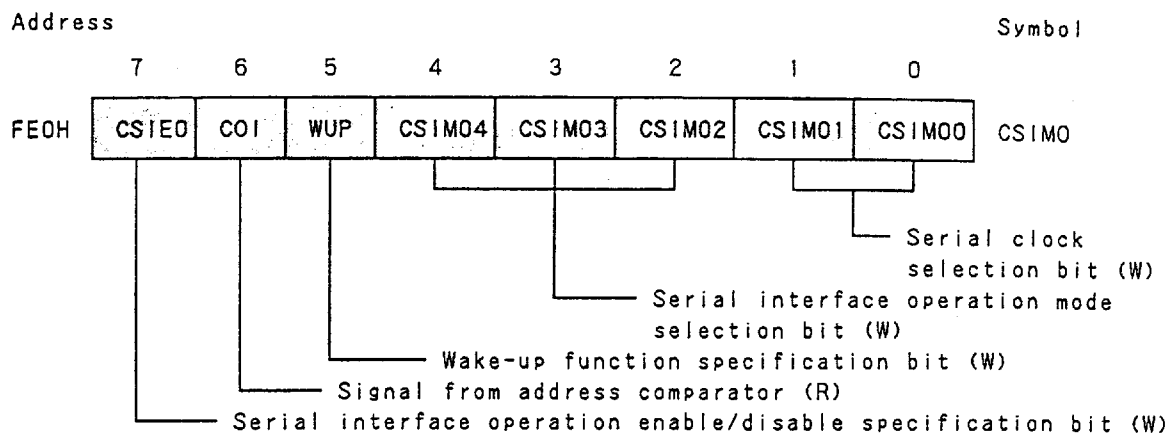 Address Symbol
7 6 5 4 3 2 1 0
FE0H CSIE0 COI WUP CSIM04 CSIM03 CSIM02 CSIM01 CSIM00 CSIM0
Serial clock
selection bit (W)
Serial interface operation mode
selection bit (W)
Wake-up function specification bit (W)
Signal from address comparator (R)
Serial interface operation enable/disable specification bit (W)